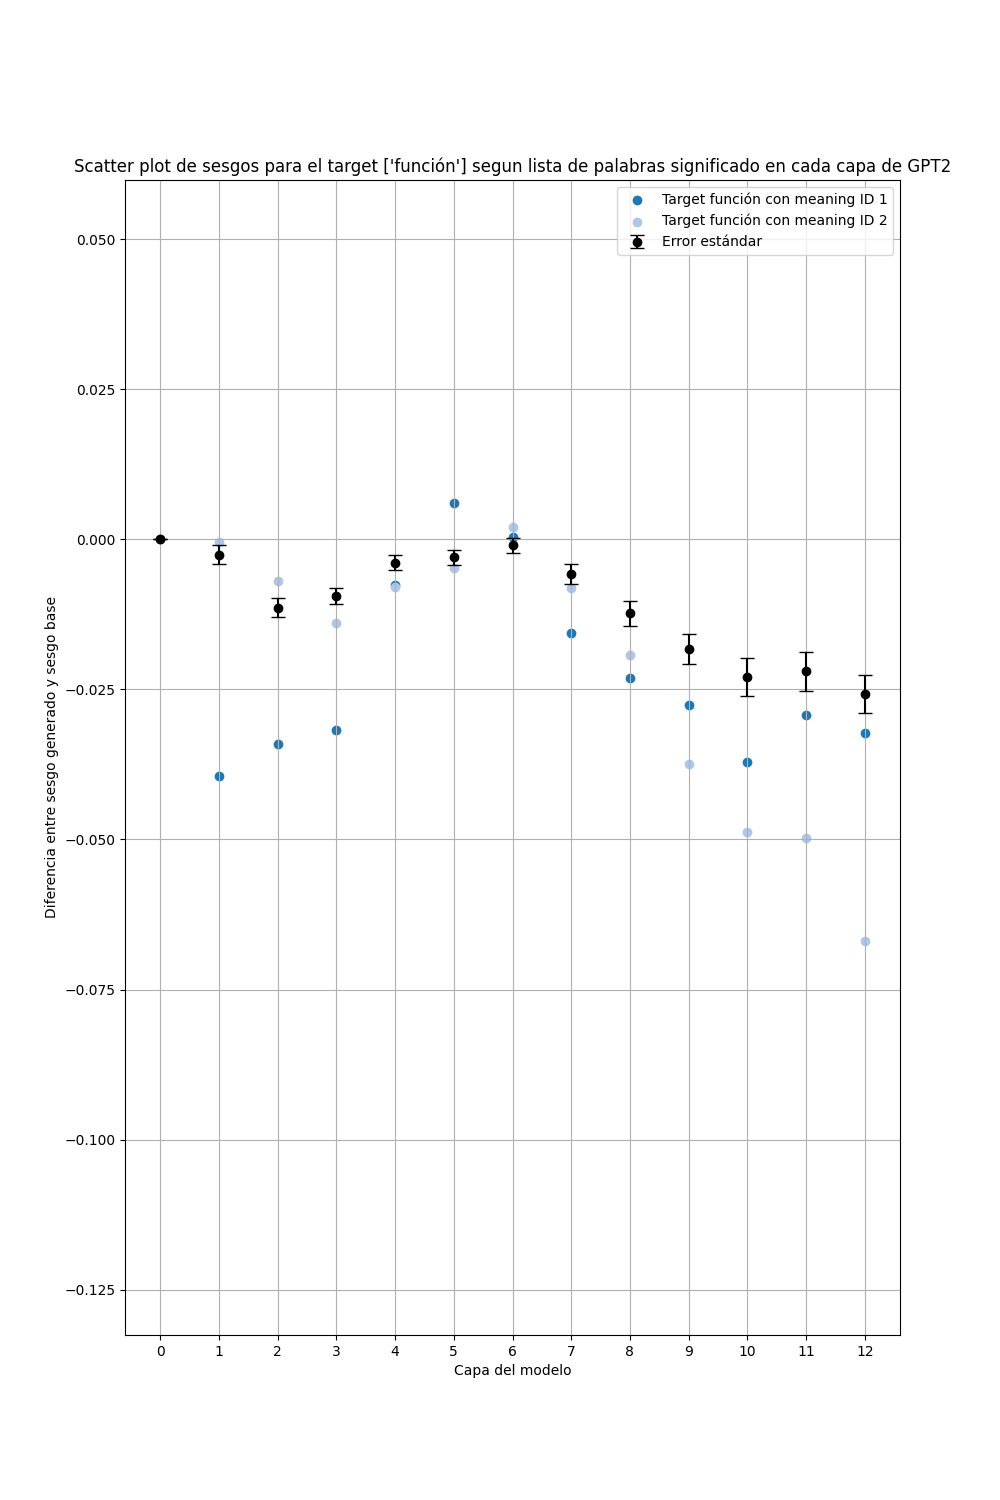 Scatter plot de sesgos para el target ['función'] segun lista de palabras significado en cada capa de GPT2
Target función con meaning ID 1
Target función con meaning ID 2
Error estándar
0.050
0.025
0.000
−0.025
−0.050
−0.075
−0.100
−0.125
Diferencia entre sesgo generado y sesgo base
0 1 2 3 4 5 6 7 8 9 10 11 12
Capa del modelo